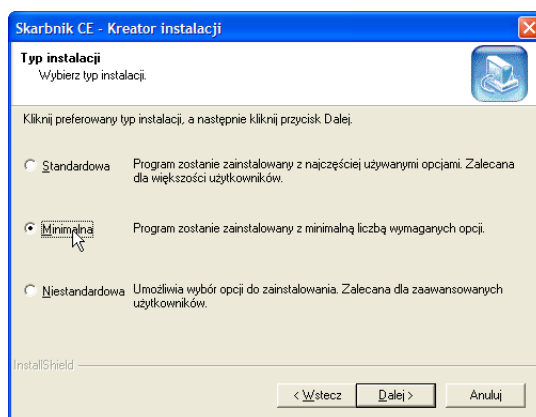 Skarbnik CE - Kreator instalacji
Typ instalacji
Wybierz typ instalacji.
Kliknij preferowany typ instalacji, a następnie kliknij przycisk Dalej.
Standardowa
Program zostanie zainstalowany z najczęściej używanymi opcjami. Zalecana
dla większości użytkowników.
Minimalna
Program zostanie zainstalowany z minimalną liczbą wymaganych opcji.
Niestandardowa
Umożliwia wybór opcji do zainstalowania. Zalecana dla zaawansowanych
użytkowników.
InstallShield
< Wstecz
Dalej >
Anuluj